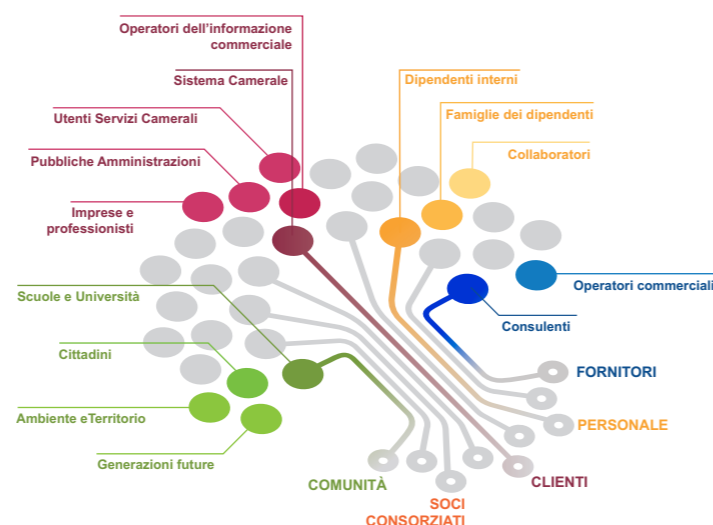 Operatori dell’informazione
commerciale
Sistema Camerale
Dipendenti interni
Utenti Servizi Camerali
Famiglie dei dipendenti
Pubbliche Amministrazioni
Collaboratori
Imprese e
professionisti
Scuole e Università
Operatori commerciali
Consulenti
Cittadini
FORNITORI
Ambiente eTerritorio
PERSONALE
Generazioni future
COMUNITÀ
CLIENTI
SOCI
CONSORZIATI